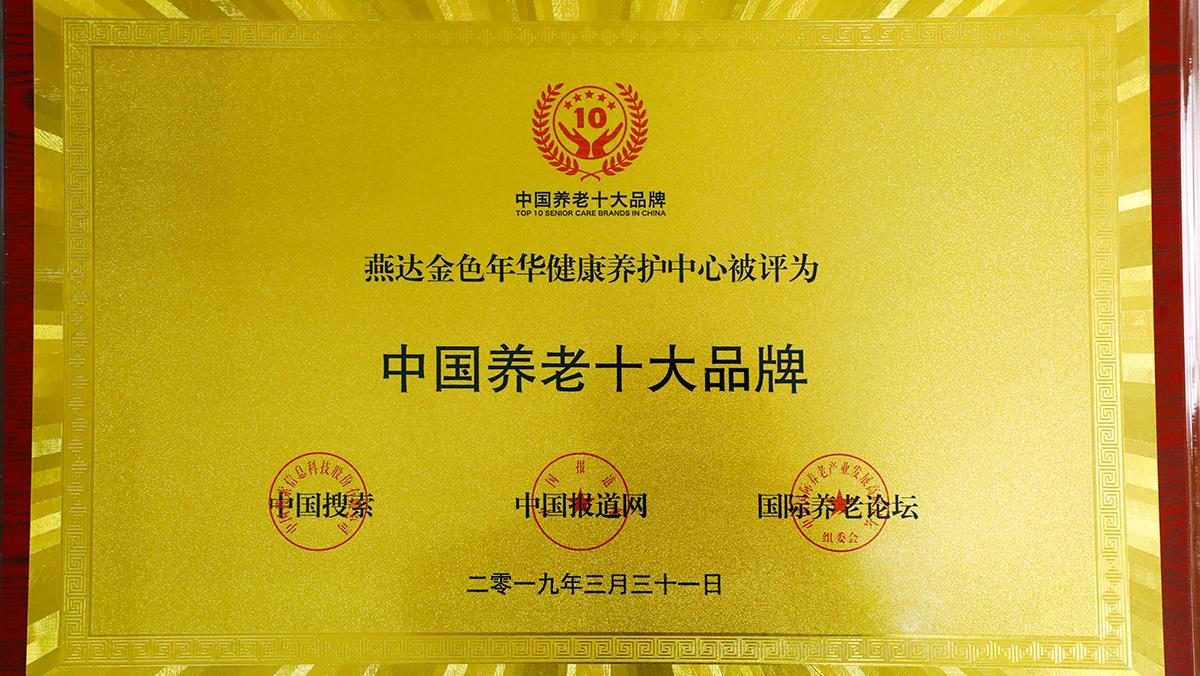 10
中国养老十大品牌
TOP 10 SENIOR CARE BRANDS IN CHINA
燕达金色年华健康养护中心被评为
中国养老十大品牌
中国搜索
中国报道网
国际养老论坛
组委会
二零一九年三月三十一日